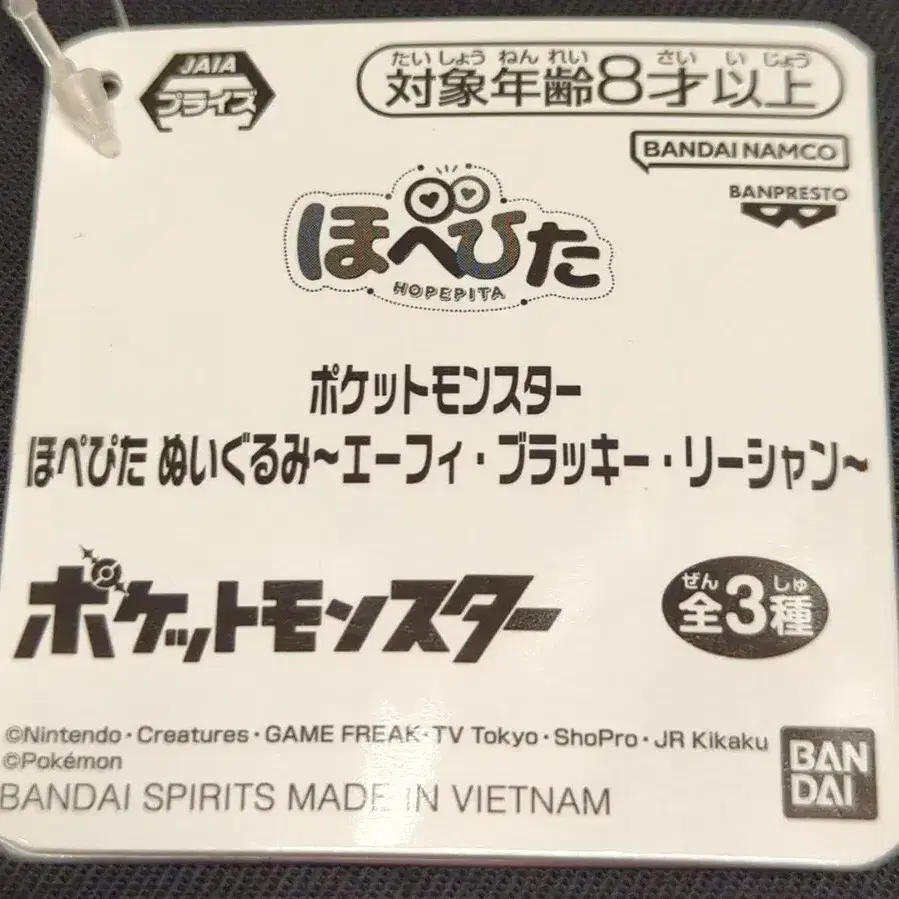 JAIA
プライズ
たいしょうねんれい さい いじょう
対象年齢8才以上
BANDAI NAMCO
BANPRESTO
ほぺぴた
HOPEPITA
ポケットモンスター
ほぺぴた ぬいぐるみ～エーフィ・ブラッキー・リーシャン～
ポケットモンスター
ぜん しゅ
全3種
©Nintendo・Creatures・GAME FREAK・TV Tokyo・ShoPro・JR Kikaku
©Pokémon
BANDAI SPIRITS MADE IN VIETNAM
BAN
DAI